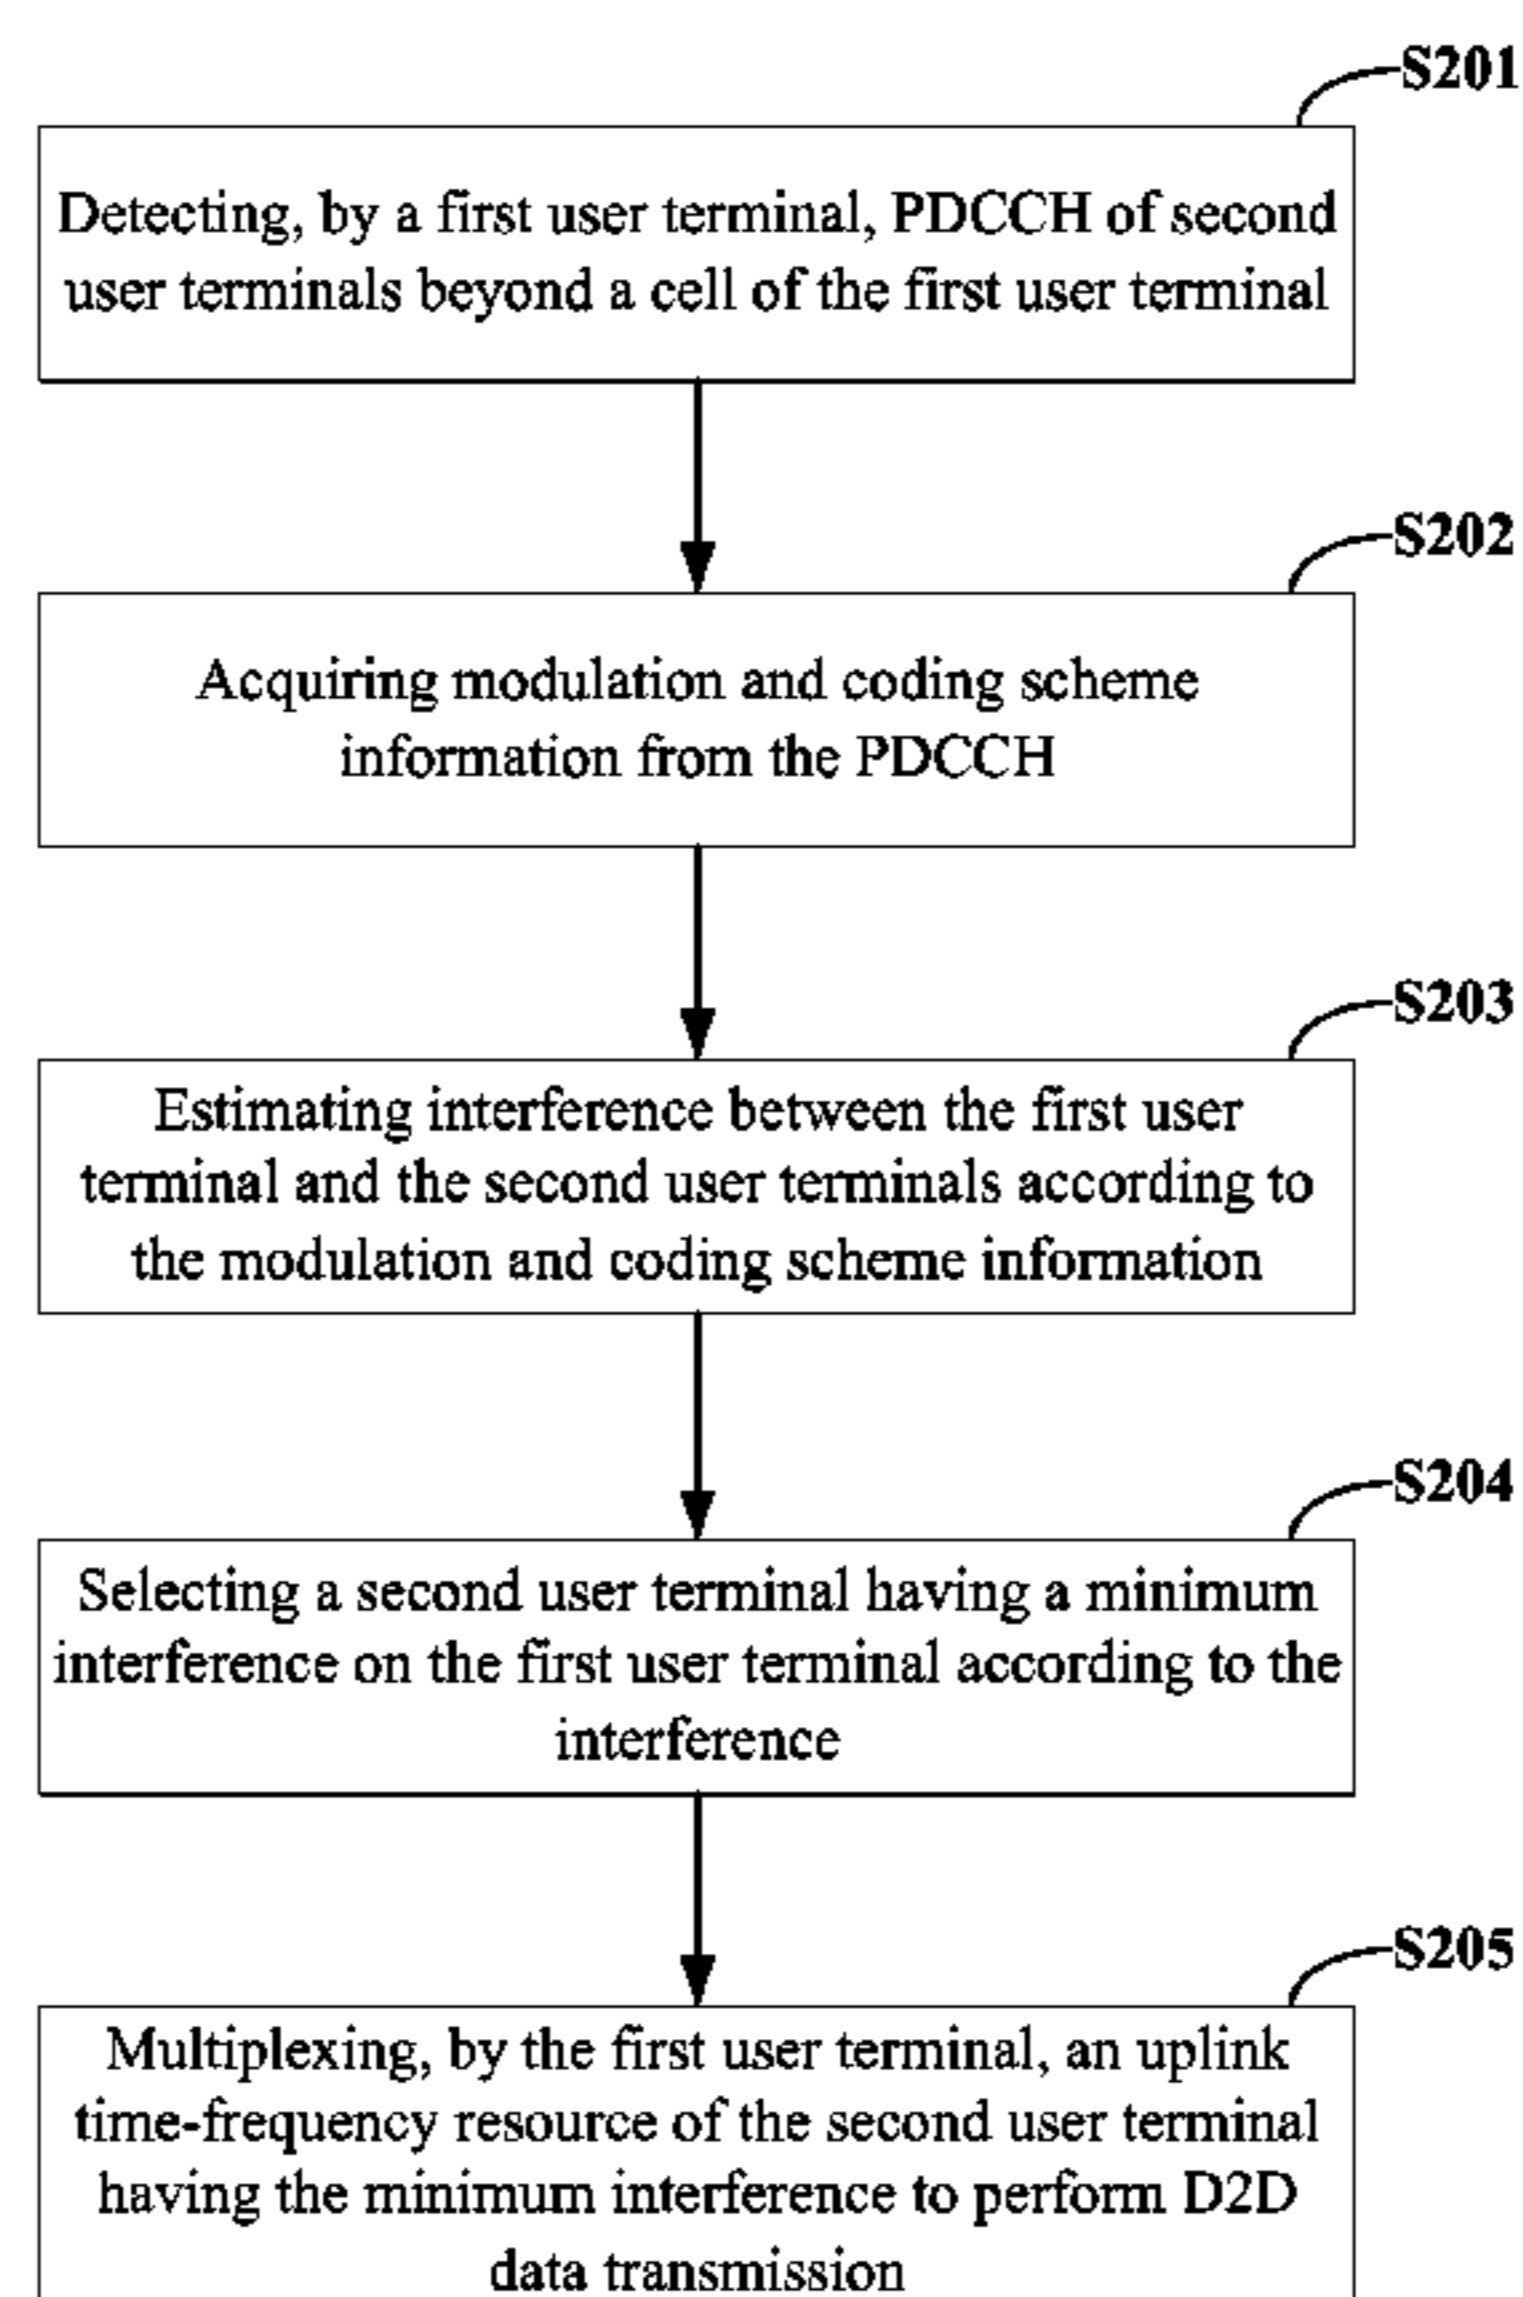 S201
Detecting, by a first user terminal, PDCCH of second
user terminals beyond a cell of the first user terminal
S202
Acquiring modulation and coding scheme
information from the PDCCH
S203
Estimating interference between the first user
terminal and the second user terminals according to
the modulation and coding scheme information
S204
Selecting a second user terminal having a minimum
interference on the first user terminal according to the
interference
S205
Multiplexing, by the first user terminal, an uplink
time-frequency resource of the second user terminal
having the minimum interference to perform D2D
data transmission